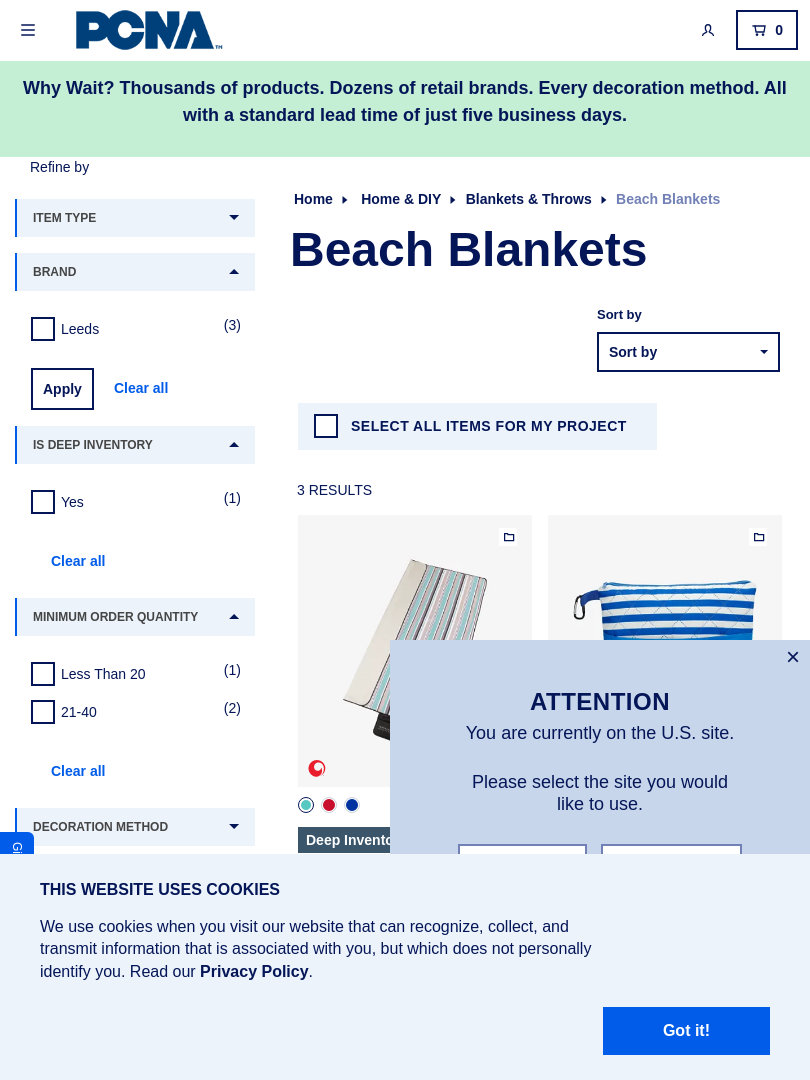 PCNA™
0
Why Wait? Thousands of products. Dozens of retail brands. Every decoration method. All
with a standard lead time of just five business days.
Refine by
Home Home & DIY Blankets & Throws Beach Blankets
ITEM TYPE
Beach Blankets
BRAND
Leeds (3)
Sort by
Sort by
Apply Clear all
SELECT ALL ITEMS FOR MY PROJECT
IS DEEP INVENTORY
Yes (1)
3 RESULTS
Clear all
MINIMUM ORDER QUANTITY
Less Than 20 (1)
21-40 (2)
Clear all
DECORATION METHOD
Deep Invento
ATTENTION
You are currently on the U.S. site.
Please select the site you would
like to use.
THIS WEBSITE USES COOKIES
We use cookies when you visit our website that can recognize, collect, and
transmit information that is associated with you, but which does not personally
identify you. Read our Privacy Policy.
Got it!